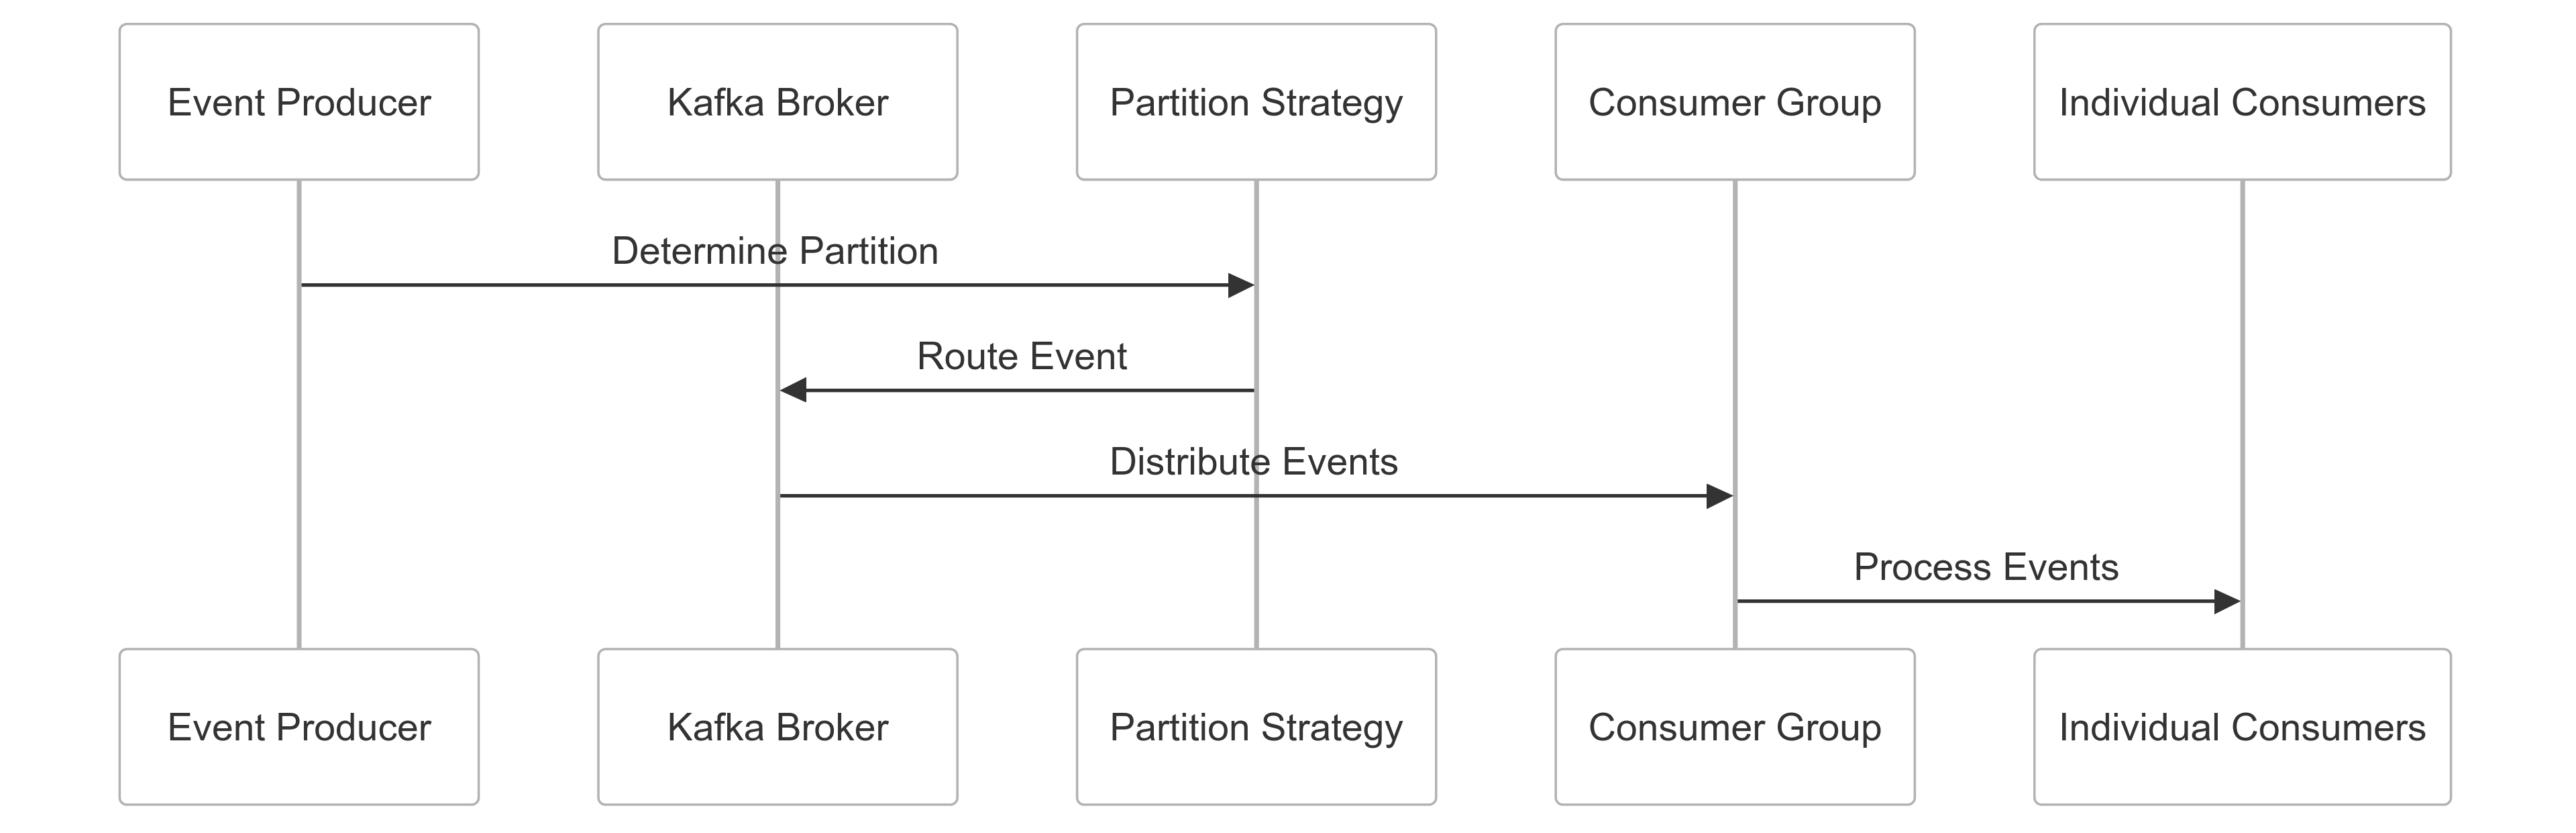 Event Producer
Kafka Broker
Partition Strategy
Consumer Group
Individual Consumers
Determine Partition
Route Event
Distribute Events
Process Events
Event Producer
Kafka Broker
Partition Strategy
Consumer Group
Individual Consumers